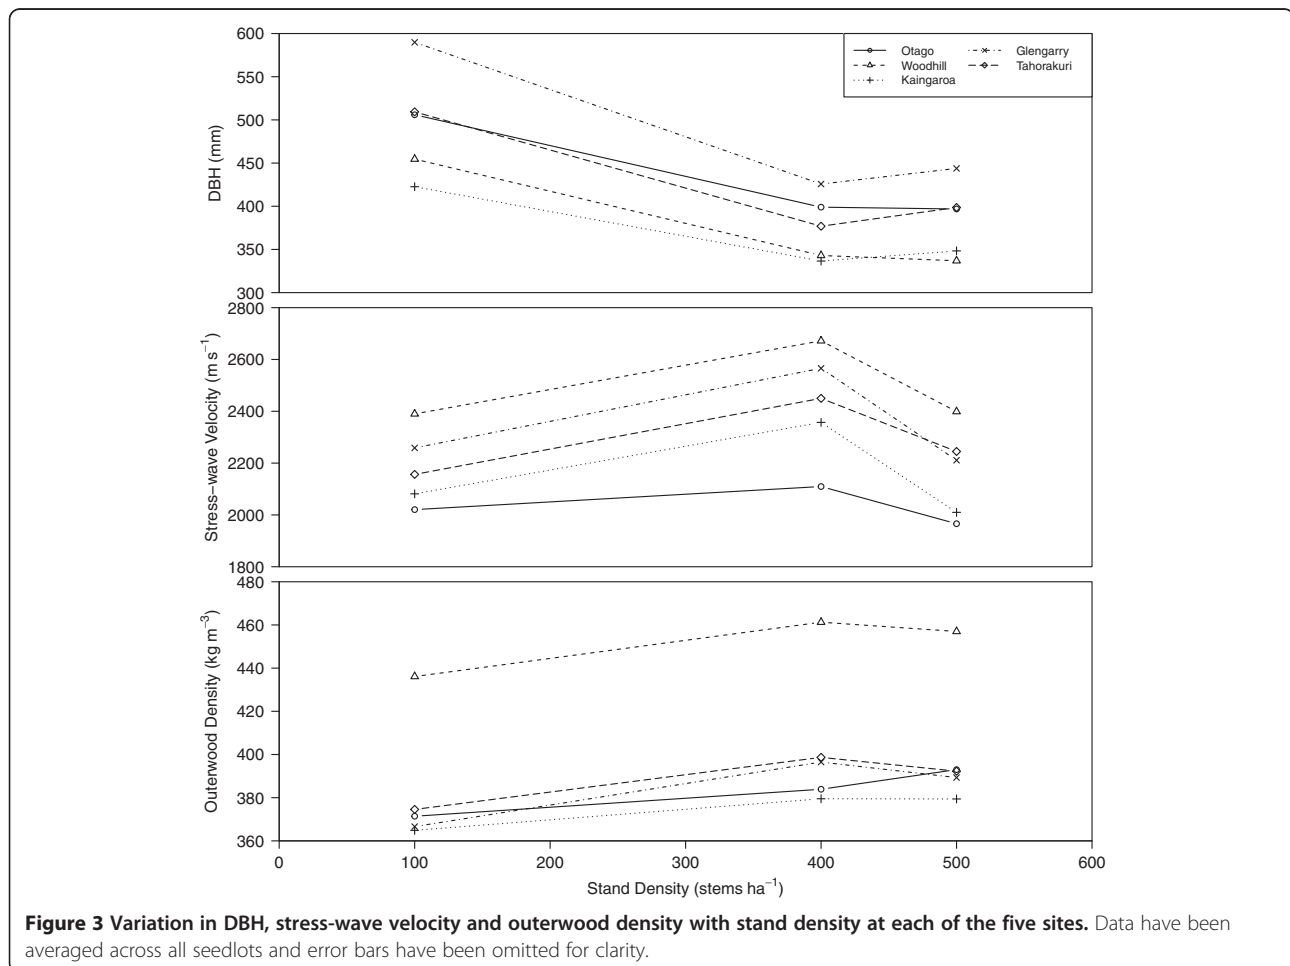 600
550
500
450
400
350
300
DBH (mm)
Otago
Woodhill
Kaingaroa
Glengarry
Tahorakuri
2800
2600
2400
2200
2000
1800
Stress−wave Velocity (m s⁻¹)
480
460
440
420
400
380
360
Outerwood Density (kg m⁻³)
0 100 200 300 400 500 600
Stand Density (stems ha⁻¹)
Figure 3 Variation in DBH, stress-wave velocity and outerwood density with stand density at each of the five sites. Data have been
averaged across all seedlots and error bars have been omitted for clarity.